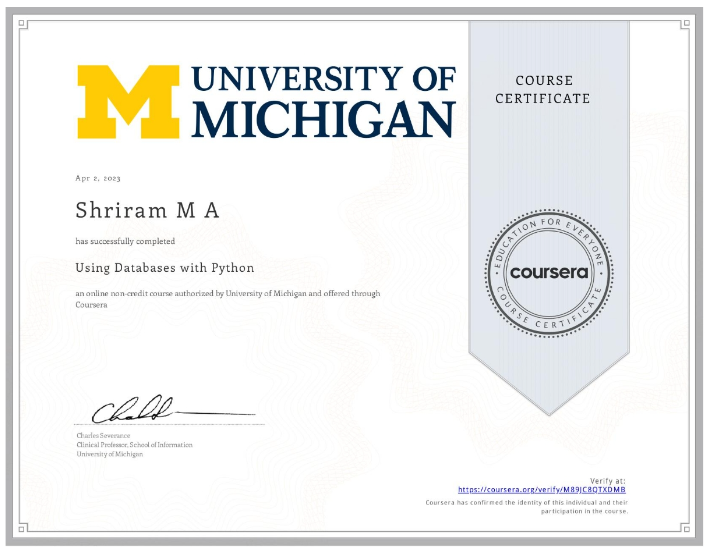 UNIVERSITY OF
MICHIGAN
COURSE
CERTIFICATE
Apr 2, 2023
Shriram M A
has successfully completed
Using Databases with Python
an online non-credit course authorized by University of Michigan and offered through
Coursera
EDUCATION FOR EVERYONE
coursera
COURSE CERTIFICATE
Charles Severance
Clinical Professor, School of Information
University of Michigan
Verify at:
https://coursera.org/verify/M89JC8QTXDMB
Coursera has confirmed the identity of this individual and their
participation in the course.